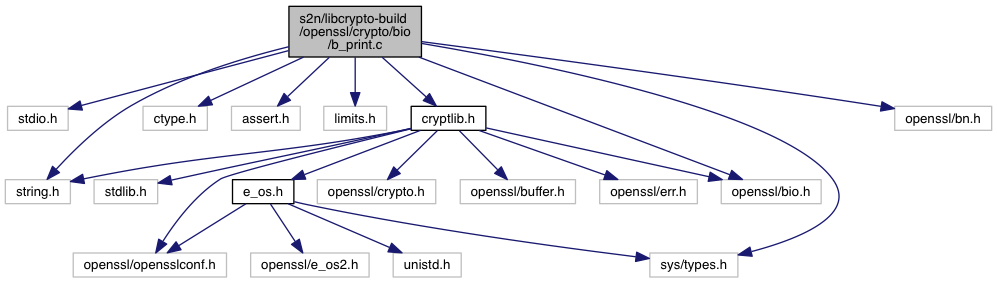 s2n/libcrypto-build
/openssl/crypto/bio
/b_print.c
stdio.h
ctype.h
assert.h
limits.h
cryptlib.h
openssl/bn.h
string.h
stdlib.h
e_os.h
openssl/crypto.h
openssl/buffer.h
openssl/err.h
openssl/bio.h
openssl/opensslconf.h
openssl/e_os2.h
unistd.h
sys/types.h